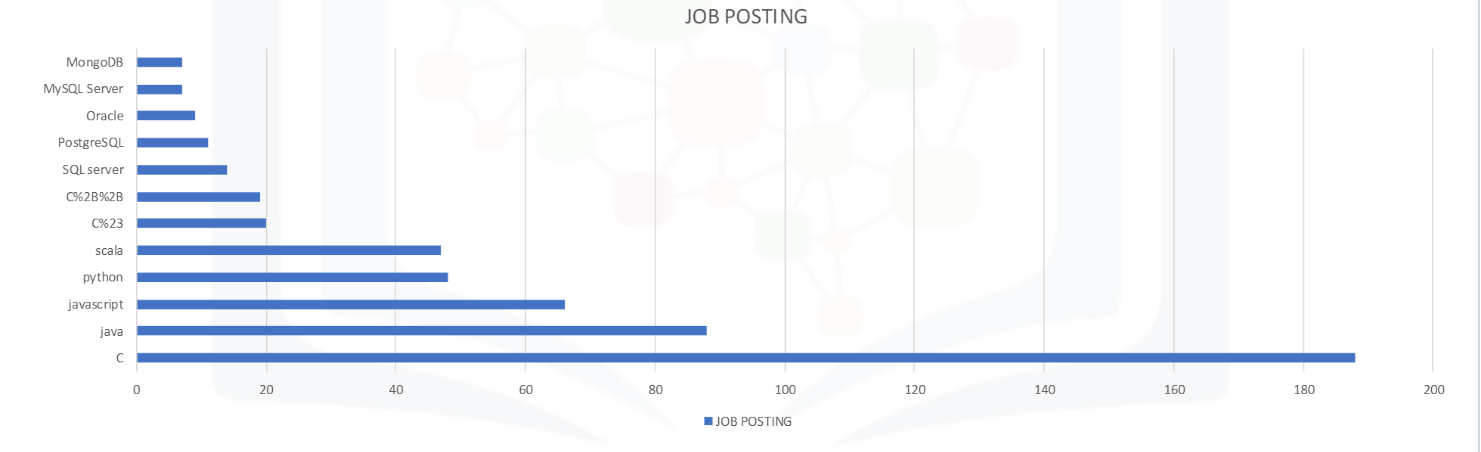 JOB POSTING
MongoDB
MySQL Server
Oracle
PostgreSQL
SQL server
C%2B%2B
C%23
scala
python
javascript
java
C
0 20 40 60 80 100 120 140 160 180 200
JOB POSTING